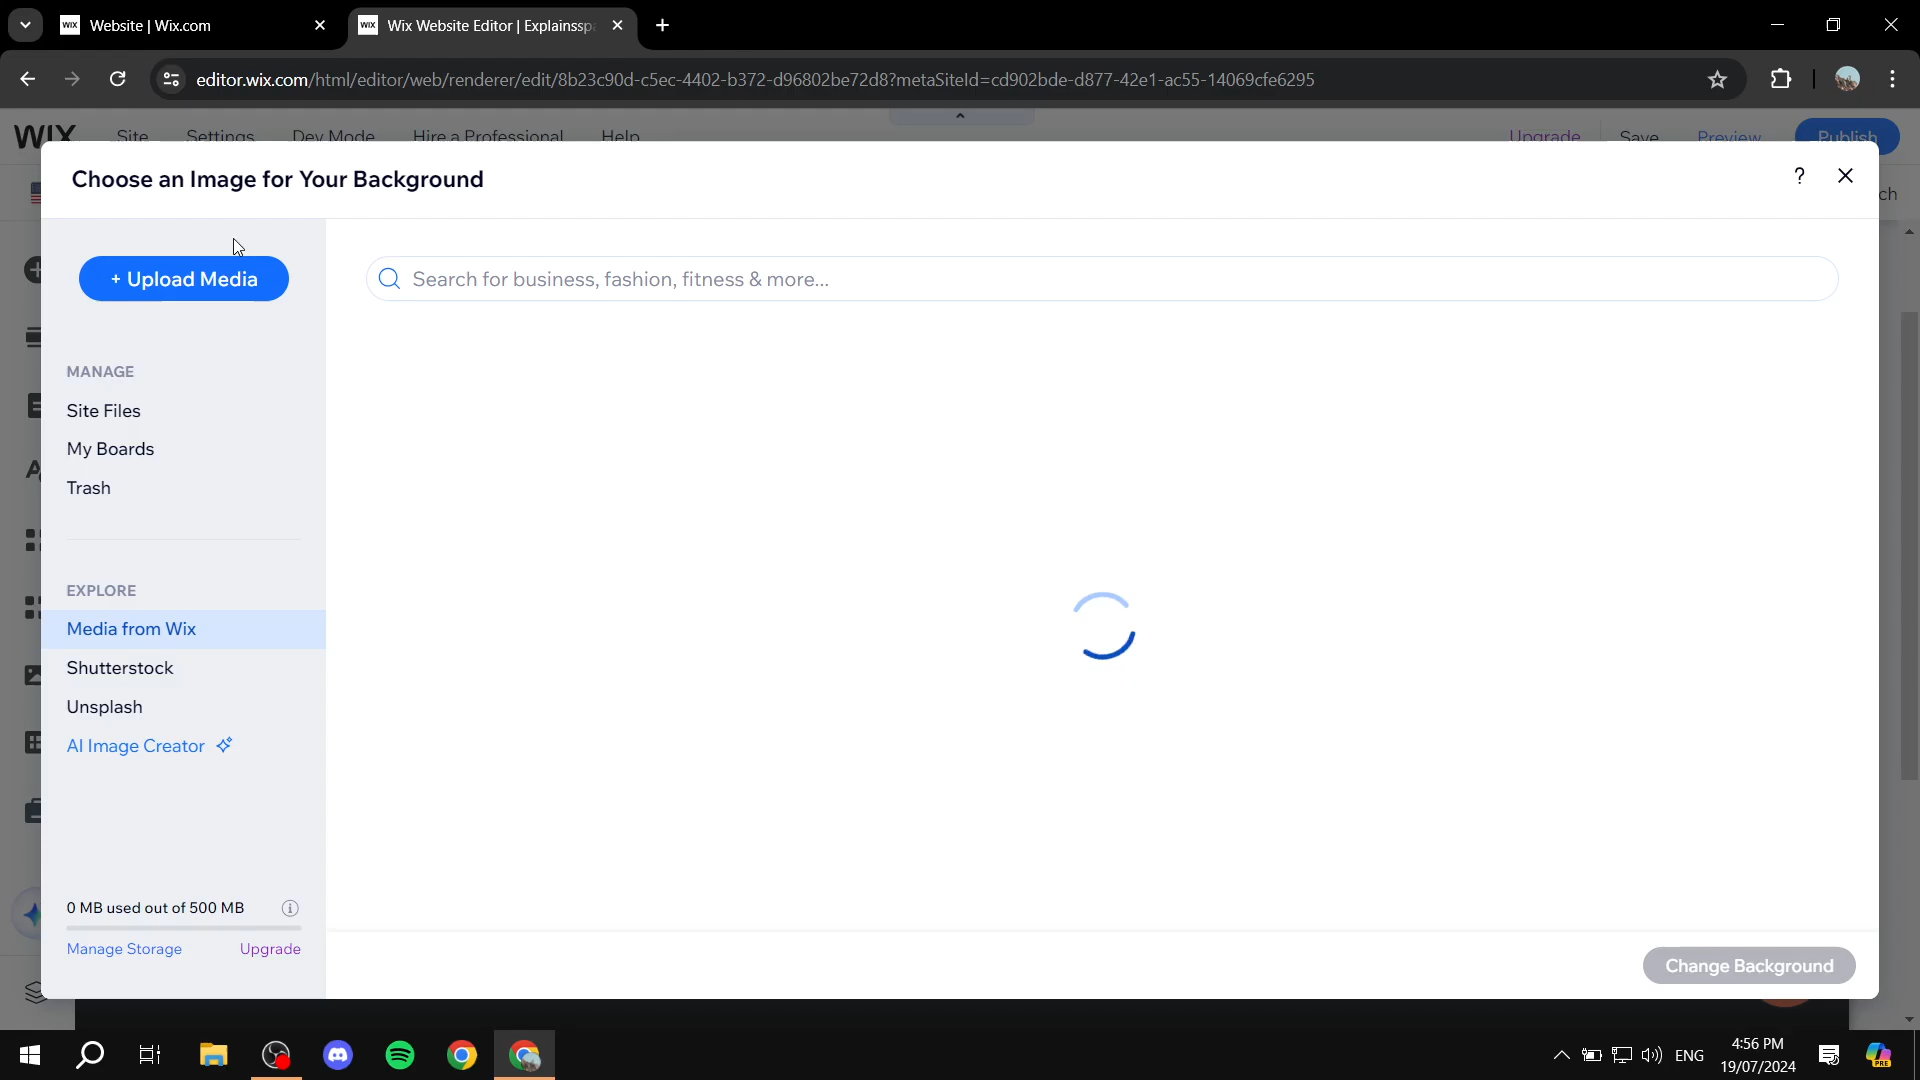 WIX Website | Wix.com
WIX Wix Website Editor | Explainssp
editor.wix.com/html/editor/web/renderer/edit/8b23c90d-c5ec-4402-b372-d96802be72d8?metaSiteId=cd902bde-d877-42e1-ac55-14069cfe6295
WIX Site Settings Dev Mode Hire a Professional Help Upgrade Save Preview Publish
ch
Choose an Image for Your Background ?
+ Upload Media
Search for business, fashion, fitness & more...
MANAGE
Site Files
My Boards
Trash
EXPLORE
Media from Wix
Shutterstock
Unsplash
AI Image Creator
0 MB used out of 500 MB
Manage Storage Upgrade
Change Background
ENG
4:56 PM
19/07/2024
PRE